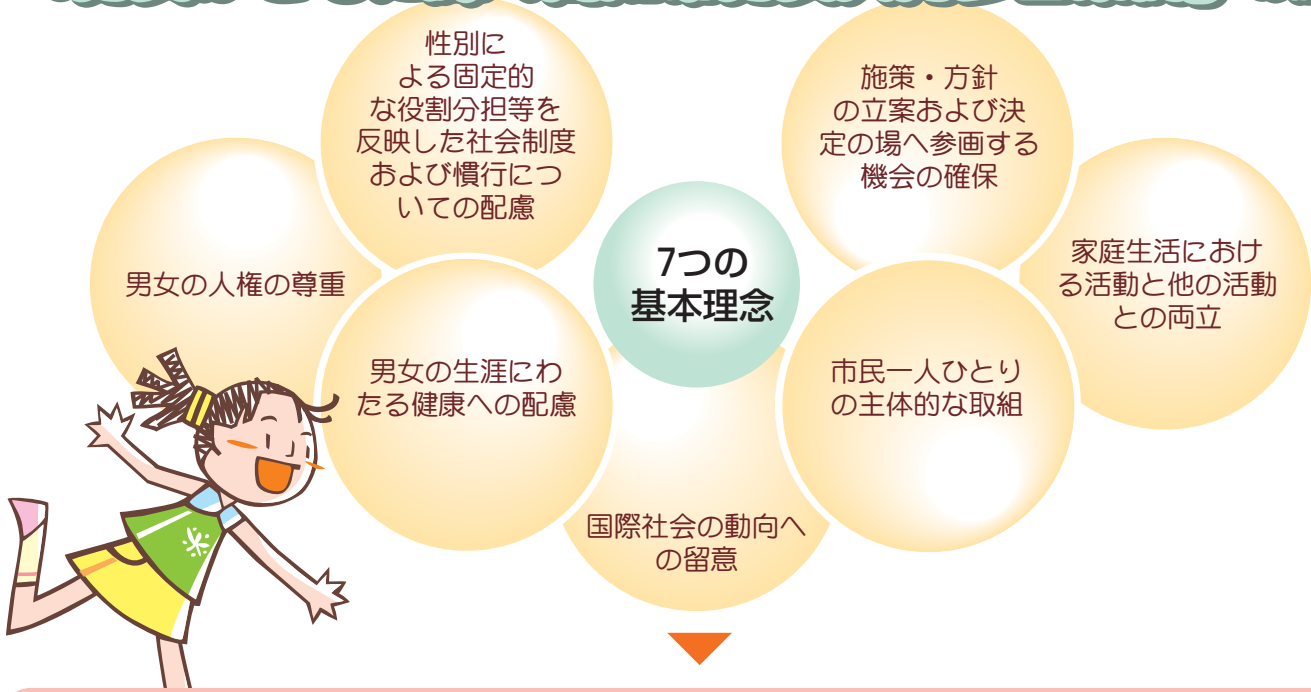 性別に
よる固定的
な役割分担等を
反映した社会制度
および慣行につ
いての配慮
施策・方針
の立案および決
定の場へ参画する
機会の確保
男女の人権の尊重
7つの
基本理念
家庭生活におけ
る活動と他の活動
との両立
男女の生涯にわ
たる健康への配慮
市民一人ひとり
の主体的な取組
国際社会の動向へ
の留意